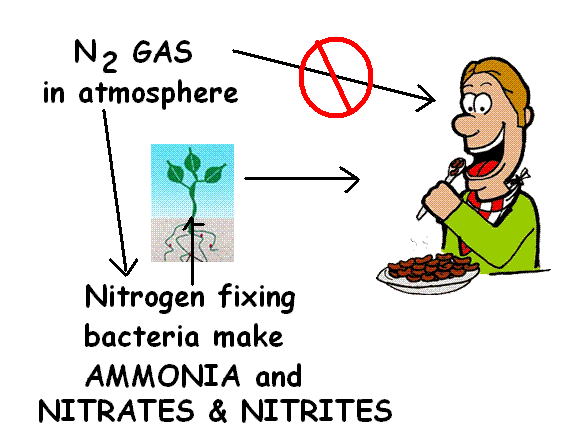 N2 GAS
in atmosphere
Nitrogen fixing
bacteria make
AMMONIA and
NITRATES & NITRITES